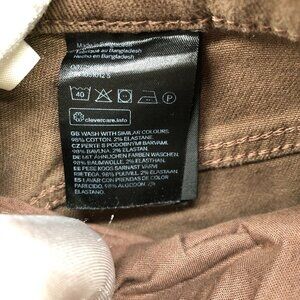 Made in Bangladesh
Fabriqué au Bangladesh
Hecho en Bangladesh
40
P
clevercare.info
GB WASH WITH SIMILAR COLOURS.
98% COTTON. 2% ELASTANE.
CZ PERTE S PODOBNÝMI BARVAMI.
98% BAVLNA. 2% ELASTAN.
DE MIT ÄHNLICHEN FARBEN WASCHEN.
98% BAUMWOLLE. 2% ELASTHAN.
EE PESE KOOS SARNAST VÄRVI
98% PUUVILL. 2% ELASTAAN.
ES LAVAR CON PRENDAS DE COLOR
PARECIDO. 98% ALGODÓN. 2%